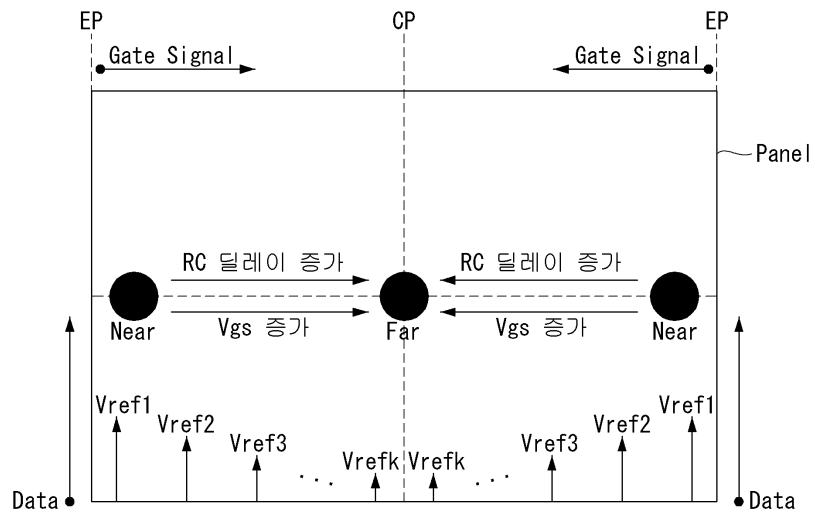 EP CP EP
Gate Signal Gate Signal
Panel
RC 딜레이 증가 RC 딜레이 증가
Near Vgs 증가 Far Vgs 증가 Near
Vref1 Vref1
Vref2 Vref2
Vref3 Vref3
Vrefk Vrefk
Data Data